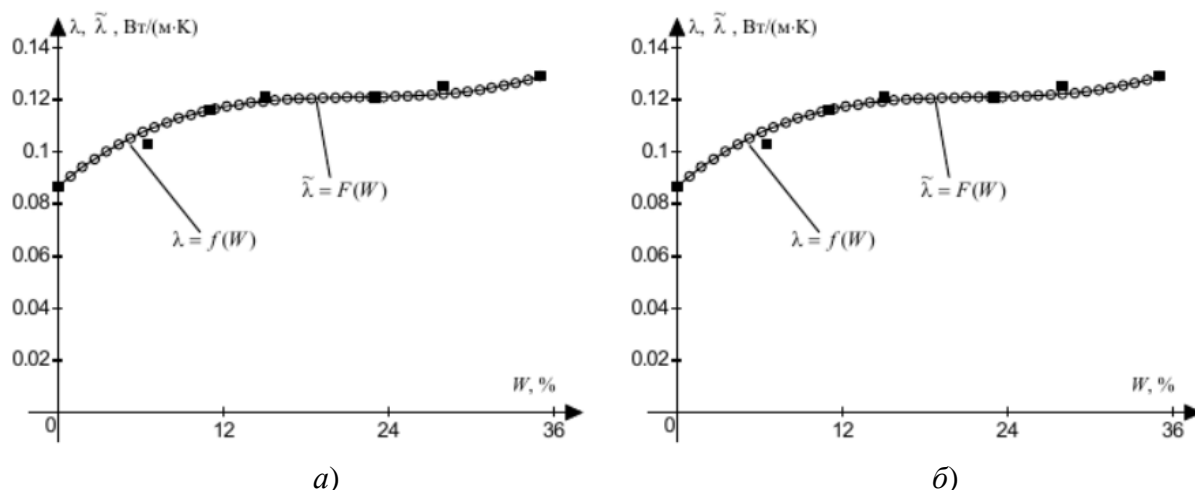 λ, λ̃ , Вт/(м·K)
0.14
0.12
0.1
0.08
0.06
0.04
0.02
0
12
24
36
W, %
λ̃ = F(W)
λ = f(W)
а)
λ, λ̃ , Вт/(м·K)
0.14
0.12
0.1
0.08
0.06
0.04
0.02
0
12
24
36
W, %
λ̃ = F(W)
λ = f(W)
б)